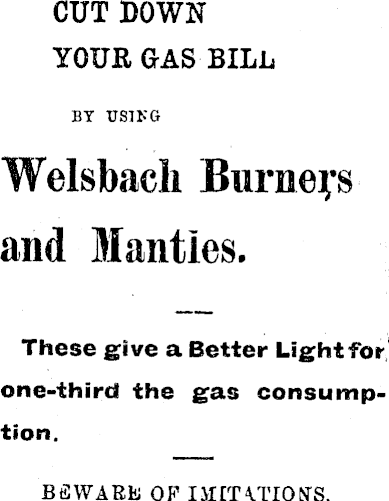 CUT DOWN
YOUR GAS BILL
BY USING
Welsbach Burners
and Manties.
These give a Better Light for
one-third the gas consump-
tion.
BEWARE OF IMITATIONS.